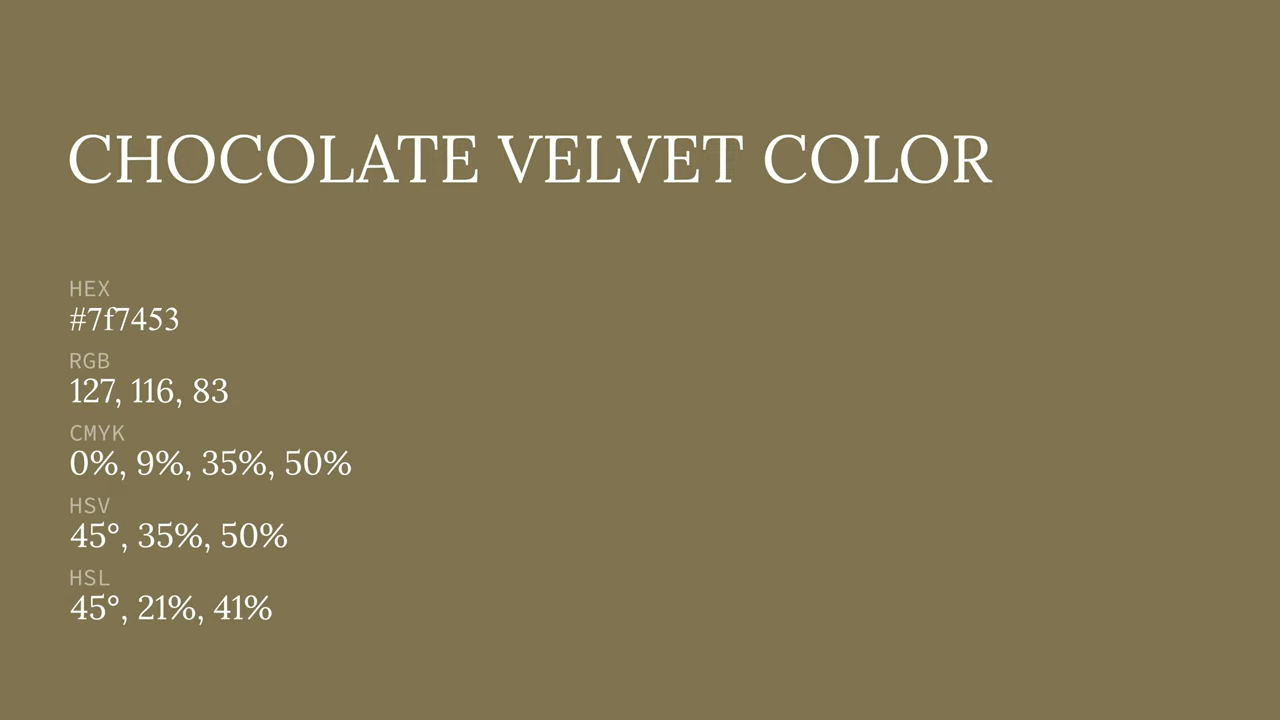 CHOCOLATE VELVET COLOR
HEX
#7f7453
RGB
127, 116, 83
CMYK
0%, 9%, 35%, 50%
HSV
45°, 35%, 50%
HSL
45°, 21%, 41%